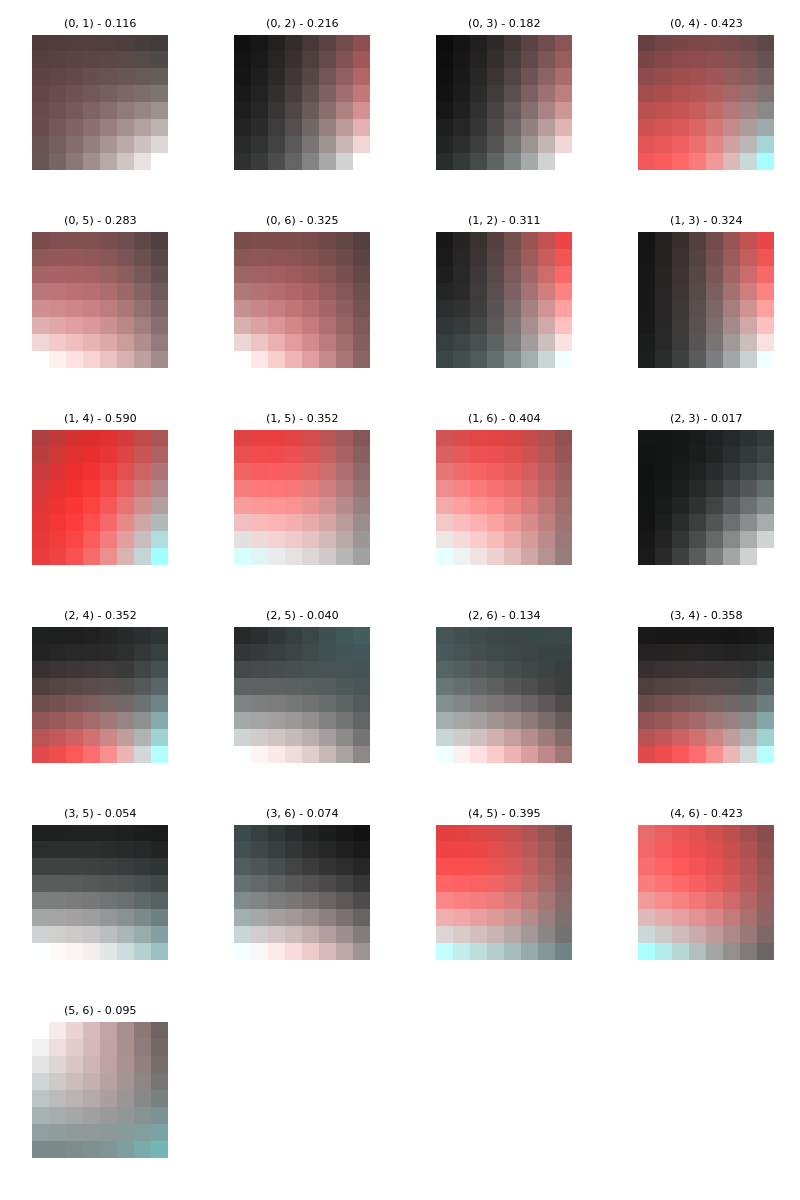 (0, 1) - 0.116
(0, 2) - 0.216
(0, 3) - 0.182
(0, 4) - 0.423
(0, 5) - 0.283
(0, 6) - 0.325
(1, 2) - 0.311
(1, 3) - 0.324
(1, 4) - 0.590
(1, 5) - 0.352
(1, 6) - 0.404
(2, 3) - 0.017
(2, 4) - 0.352
(2, 5) - 0.040
(2, 6) - 0.134
(3, 4) - 0.358
(3, 5) - 0.054
(3, 6) - 0.074
(4, 5) - 0.395
(4, 6) - 0.423
(5, 6) - 0.095